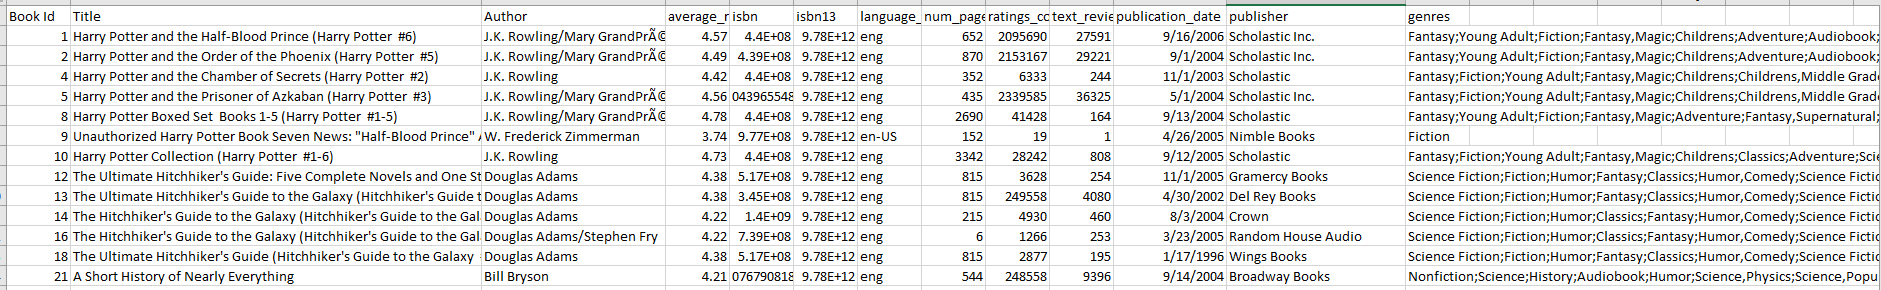 Book Id Title Author average_r isbn isbn13 language_ num_page ratings_co text_revie publication_date publisher genres
1 Harry Potter and the Half-Blood Prince (Harry Potter #6) J.K. Rowling/Mary GrandPrÃ© 4.57 4.4E+08 9.78E+12 eng 652 2095690 27591 9/16/2006 Scholastic Inc. Fantasy;Young Adult;Fiction;Fantasy,Magic;Childrens;Adventure;Audiobook;
2 Harry Potter and the Order of the Phoenix (Harry Potter #5) J.K. Rowling/Mary GrandPrÃ© 4.49 4.39E+08 9.78E+12 eng 870 2153167 29221 9/1/2004 Scholastic Inc. Fantasy;Young Adult;Fiction;Fantasy,Magic;Childrens;Adventure;Audiobook;
4 Harry Potter and the Chamber of Secrets (Harry Potter #2) J.K. Rowling 4.42 4.4E+08 9.78E+12 eng 352 6333 244 11/1/2003 Scholastic Fantasy;Fiction;Young Adult;Fantasy,Magic;Childrens;Childrens,Middle Grade
5 Harry Potter and the Prisoner of Azkaban (Harry Potter #3) J.K. Rowling/Mary GrandPrÃ© 4.56 043965548 9.78E+12 eng 435 2339585 36325 5/1/2004 Scholastic Inc. Fantasy;Fiction;Young Adult;Fantasy,Magic;Childrens;Childrens,Middle Grade
8 Harry Potter Boxed Set Books 1-5 (Harry Potter #1-5) J.K. Rowling/Mary GrandPrÃ© 4.78 4.4E+08 9.78E+12 eng 2690 41428 164 9/13/2004 Scholastic Fantasy;Young Adult;Fiction;Fantasy,Magic;Adventure;Fantasy,Supernatural;
9 Unauthorized Harry Potter Book Seven News: "Half-Blood Prince" W. Frederick Zimmerman 3.74 9.77E+08 9.78E+12 en-US 152 19 1 4/26/2005 Nimble Books Fiction
10 Harry Potter Collection (Harry Potter #1-6) J.K. Rowling 4.73 4.4E+08 9.78E+12 eng 3342 28242 808 9/12/2005 Scholastic Fantasy;Fiction;Young Adult;Fantasy,Magic;Childrens;Classics;Adventure;Scie
12 The Ultimate Hitchhiker's Guide: Five Complete Novels and One St Douglas Adams 4.38 5.17E+08 9.78E+12 eng 815 3628 254 11/1/2005 Gramercy Books Science Fiction;Fiction;Humor;Fantasy;Classics;Humor,Comedy;Science Fictio
13 The Ultimate Hitchhiker's Guide to the Galaxy (Hitchhiker's Guide t Douglas Adams 4.38 3.45E+08 9.78E+12 eng 815 249558 4080 4/30/2002 Del Rey Books Science Fiction;Fiction;Humor;Fantasy;Classics;Humor,Comedy;Science Fictio
14 The Hitchhiker's Guide to the Galaxy (Hitchhiker's Guide to the Gal Douglas Adams 4.22 1.4E+09 9.78E+12 eng 215 4930 460 8/3/2004 Crown Science Fiction;Fiction;Humor;Classics;Fantasy;Humor,Comedy;Science Fictio
16 The Hitchhiker's Guide to the Galaxy (Hitchhiker's Guide to the Gal Douglas Adams/Stephen Fry 4.22 7.39E+08 9.78E+12 eng 6 1266 253 3/23/2005 Random House Audio Science Fiction;Fiction;Humor;Classics;Fantasy;Humor,Comedy;Science Fictio
18 The Ultimate Hitchhiker's Guide (Hitchhiker's Guide to the Galaxy Douglas Adams 4.38 5.17E+08 9.78E+12 eng 815 2877 195 1/17/1996 Wings Books Science Fiction;Fiction;Humor;Fantasy;Classics;Humor,Comedy;Science Fictio
21 A Short History of Nearly Everything Bill Bryson 4.21 076790818 9.78E+12 eng 544 248558 9396 9/14/2004 Broadway Books Nonfiction;Science;History;Audiobook;Humor;Science,Physics;Science,Popu